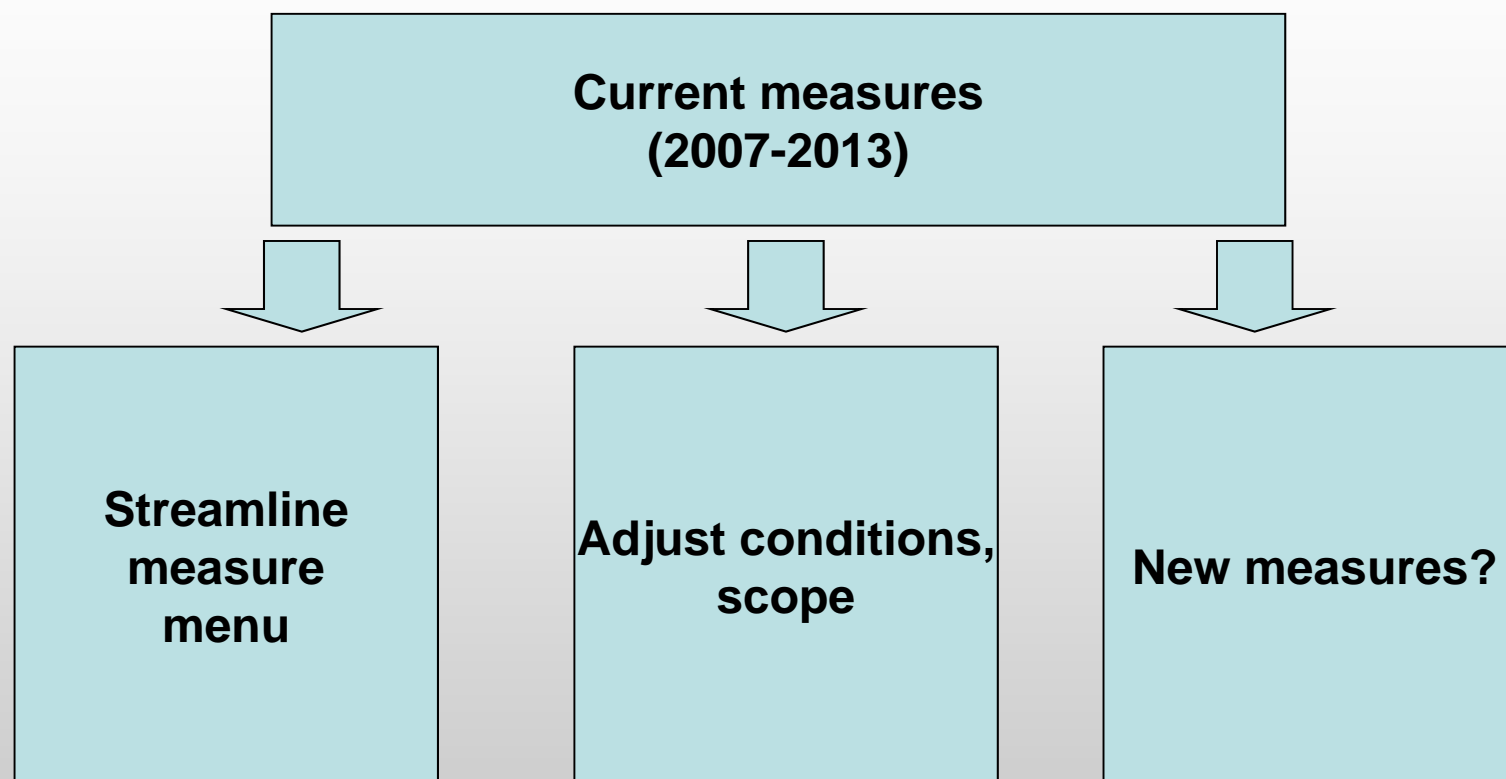 Current measures
(2007-2013)
Streamline
measure
menu
Adjust conditions,
scope
New measures?